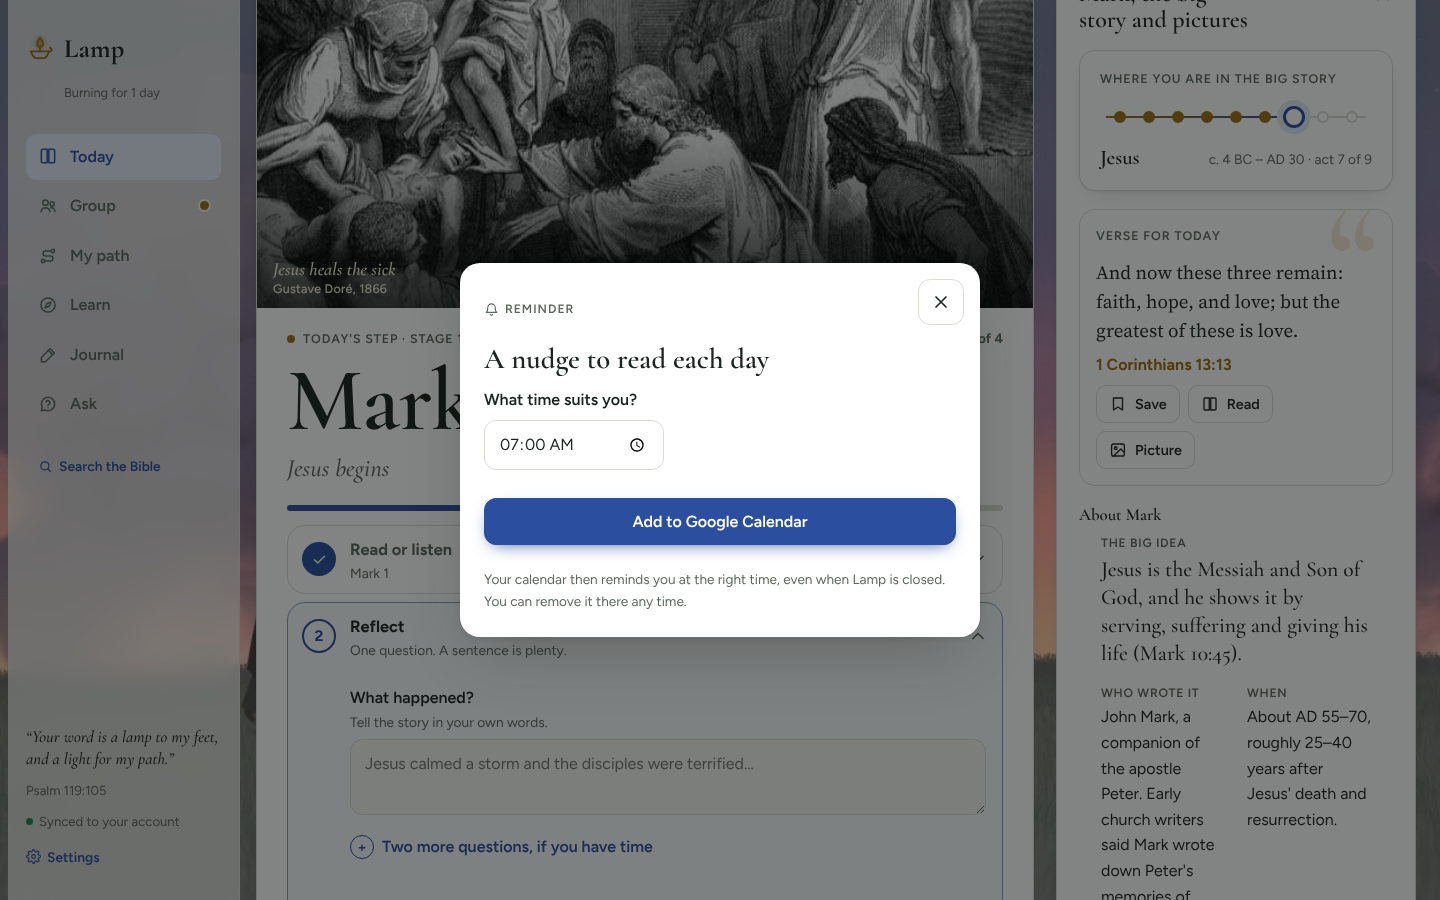 Lamp
Burning for 1 day
Today
Group
My path
Learn
Journal
Ask
Search the Bible
“Your word is a lamp to my feet,
and a light for my path.”
Psalm 119:105
Synced to your account
Settings
Jesus heals the sick
Gustave Doré, 1866
TODAY'S STEP · STAGE 1
of 4
Mark
Jesus begins
Read or listen
Mark 1
2
Reflect
One question. A sentence is plenty.
What happened?
Tell the story in your own words.
Jesus calmed a storm and the disciples were terrified…
Two more questions, if you have time
REMINDER
A nudge to read each day
What time suits you?
07:00 AM
Add to Google Calendar
Your calendar then reminds you at the right time, even when Lamp is closed.
You can remove it there any time.
story and pictures
WHERE YOU ARE IN THE BIG STORY
Jesus
c. 4 BC – AD 30 · act 7 of 9
VERSE FOR TODAY
And now these three remain:
faith, hope, and love; but the
greatest of these is love.
1 Corinthians 13:13
Save
Read
Picture
About Mark
THE BIG IDEA
Jesus is the Messiah and Son of
God, and he shows it by
serving, suffering and giving his
life (Mark 10:45).
WHO WROTE IT
John Mark, a
companion of
the apostle
Peter. Early
church writers
said Mark wrote
down Peter's
memories of
WHEN
About AD 55–70,
roughly 25–40
years after
Jesus' death and
resurrection.